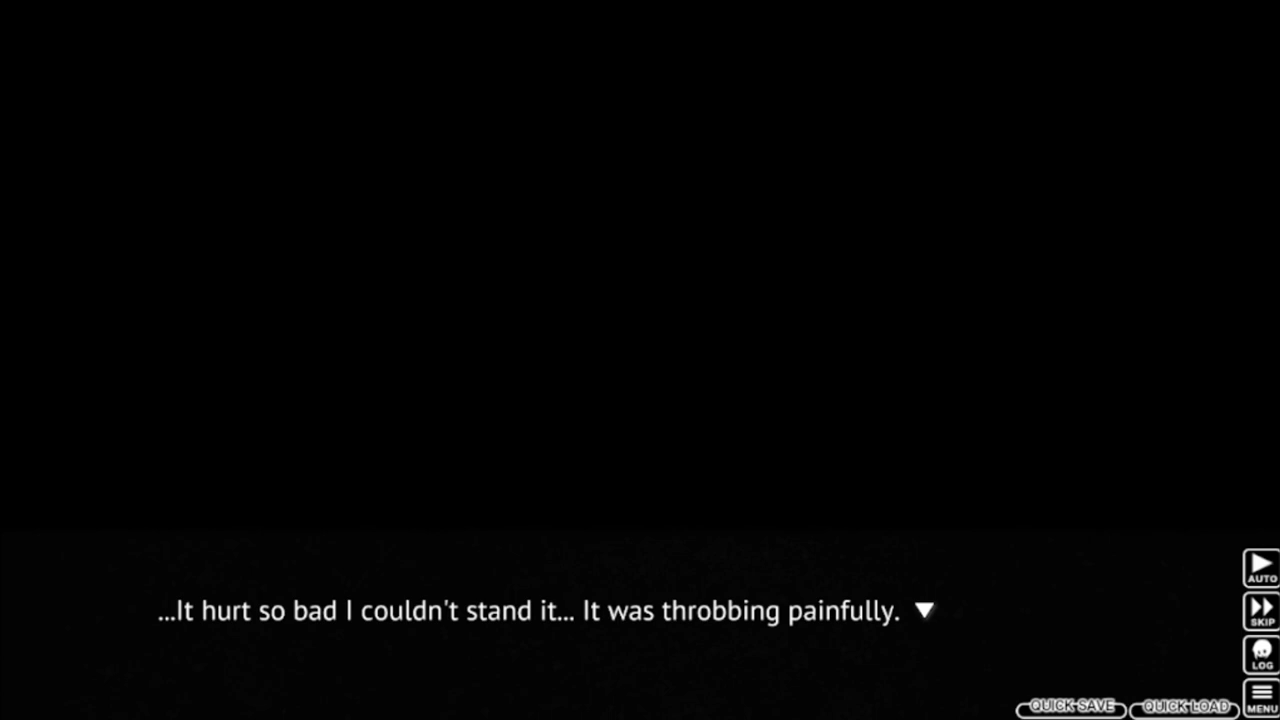 ...It hurt so bad I couldn't stand it... It was throbbing painfully.
AUTO
SKIP
LOG
MENU
QUICK SAVE QUICK LOAD